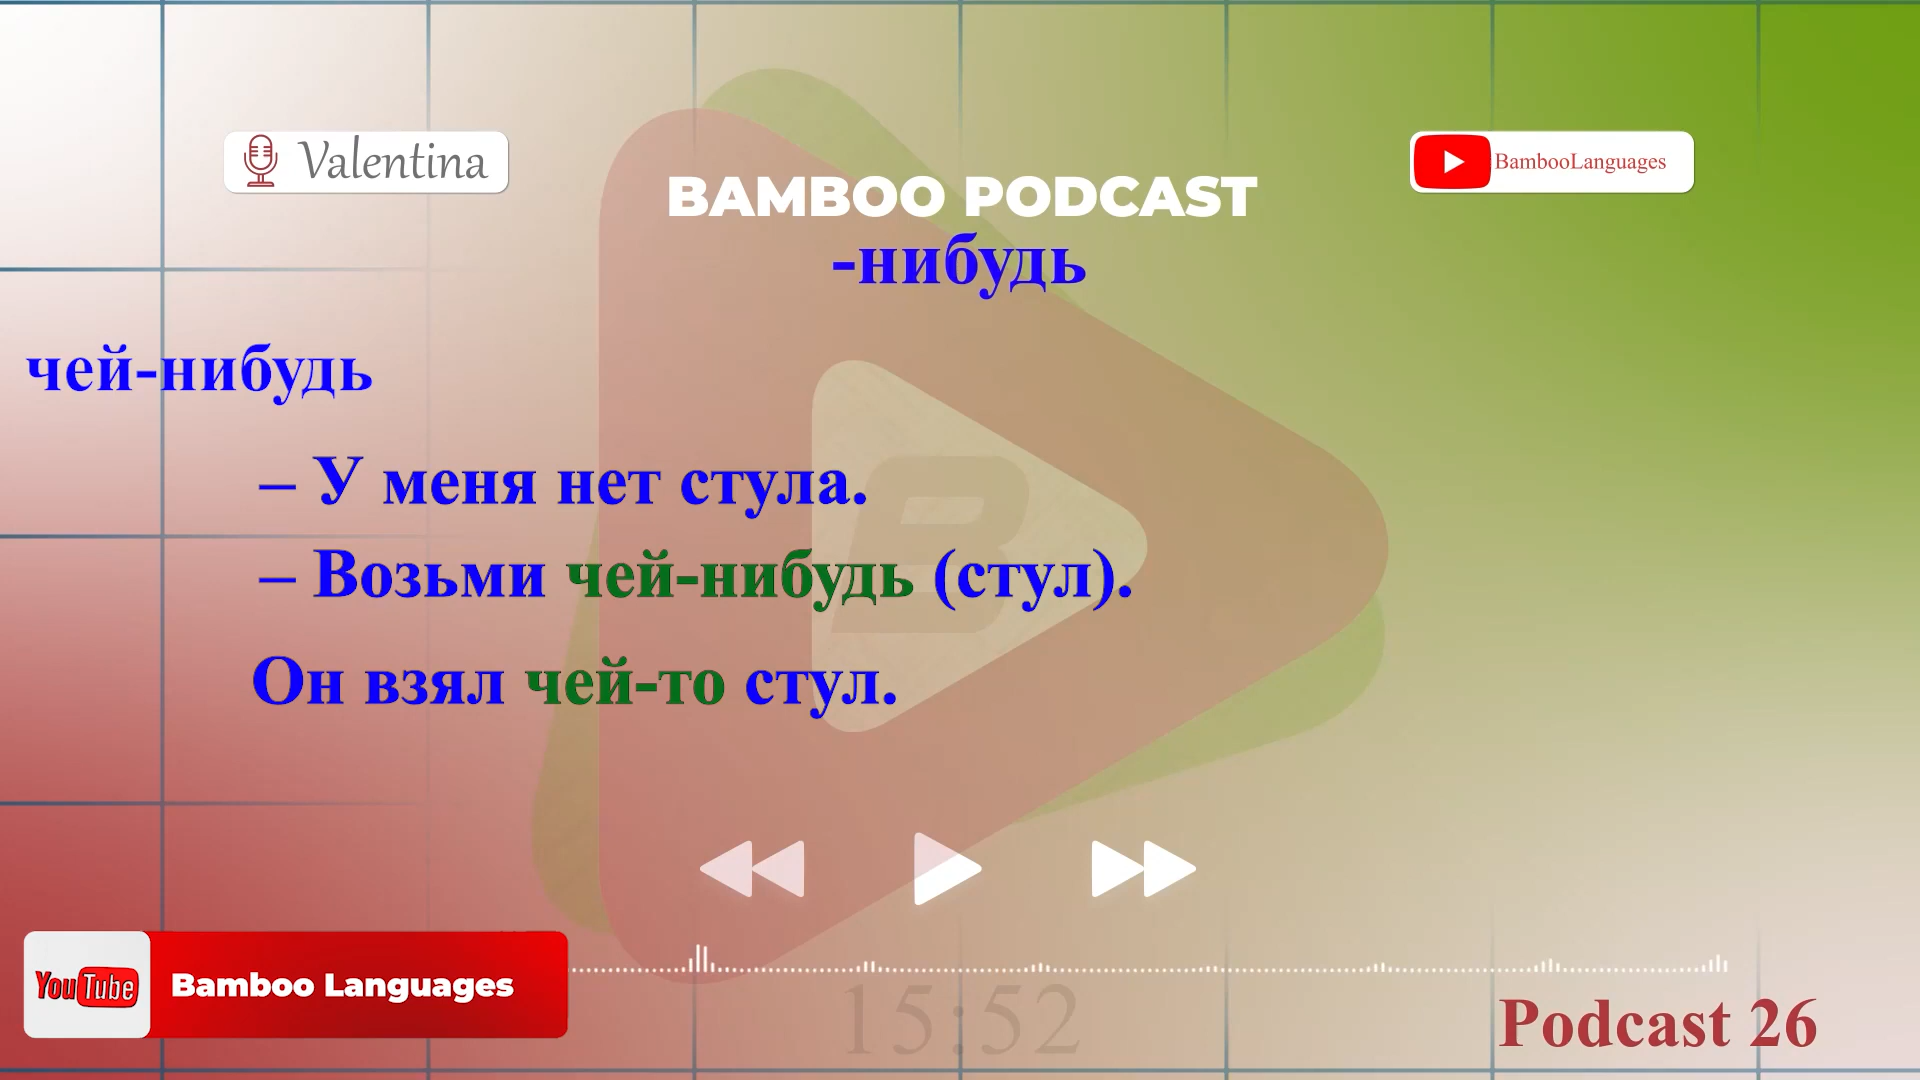 Valentina
BambooLanguages
BAMBOO PODCAST
-нибудь
чей-нибудь
– У меня нет стула.
– Возьми чей-нибудь (стул).
Он взял чей-то стул.
B
YouTube
Bamboo Languages
15:52
Podcast 26